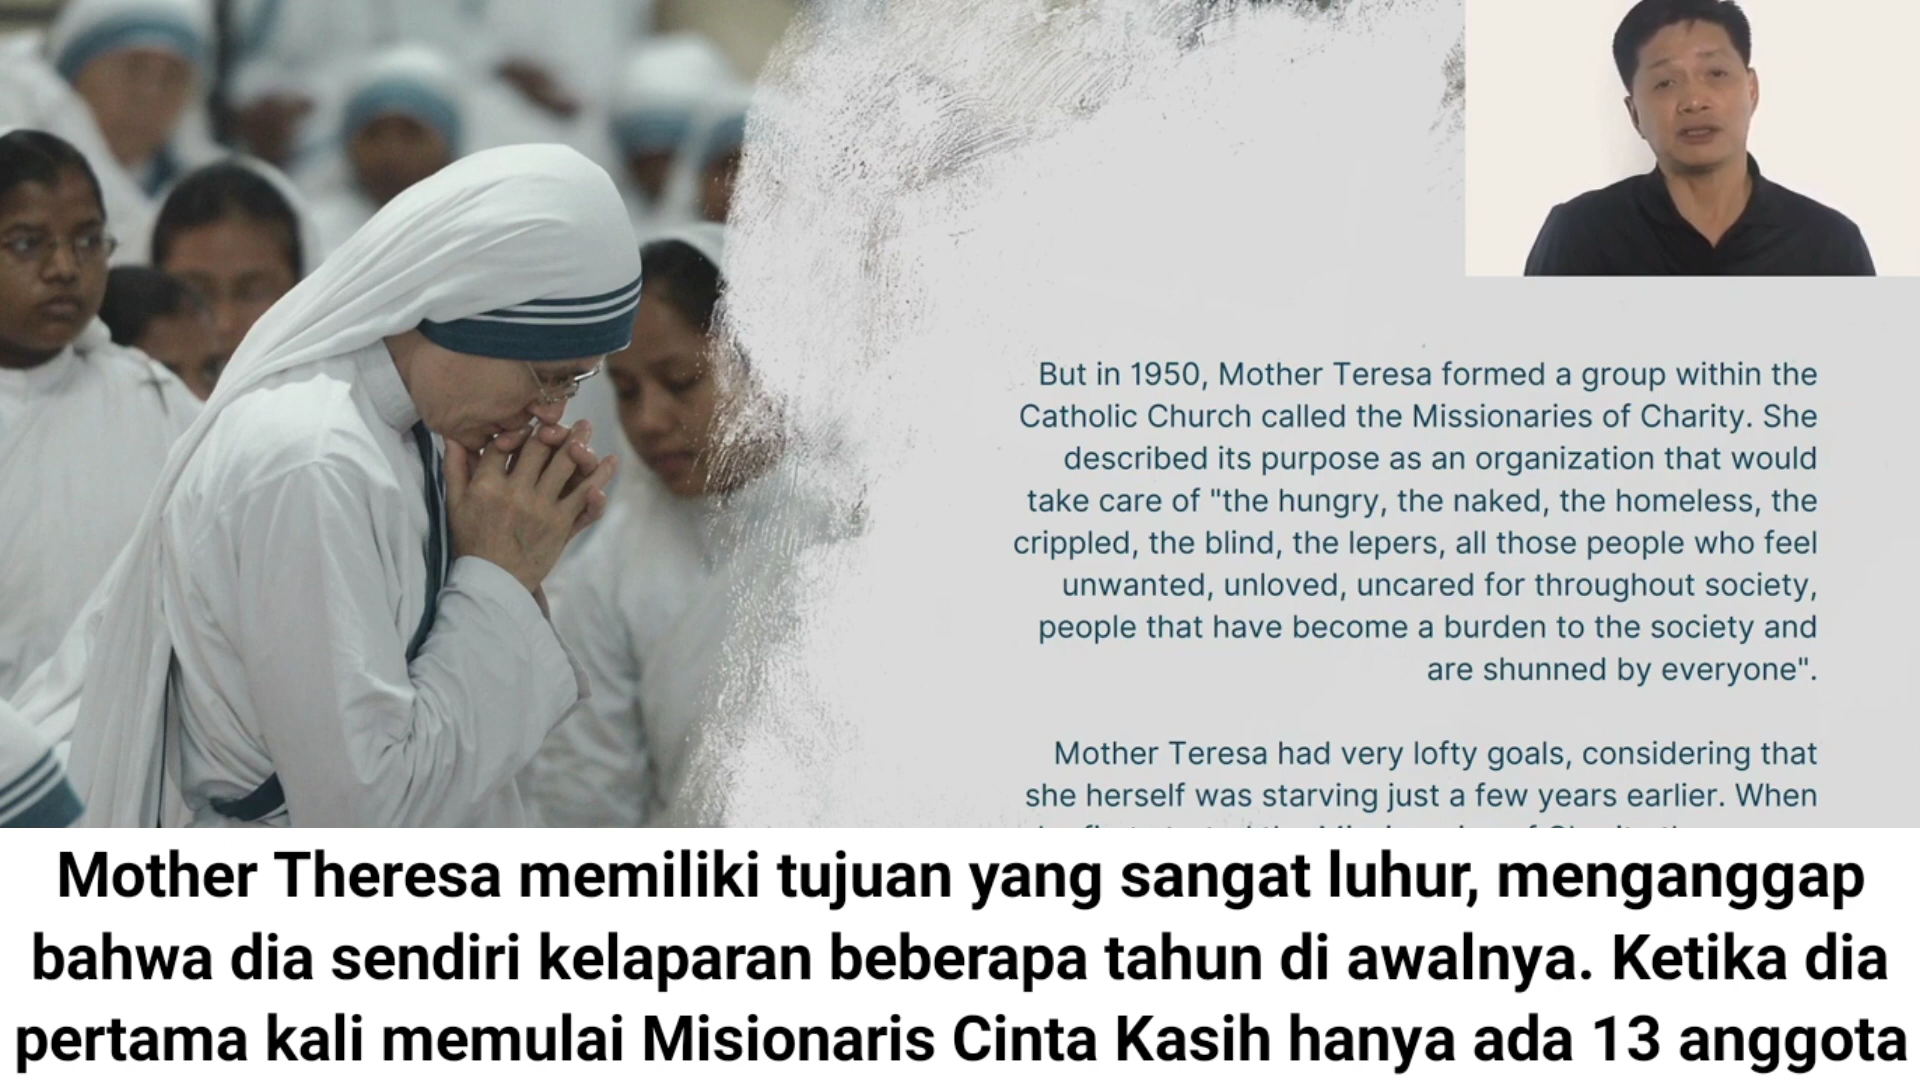 But in 1950, Mother Teresa formed a group within the
Catholic Church called the Missionaries of Charity. She
described its purpose as an organization that would
take care of "the hungry, the naked, the homeless, the
crippled, the blind, the lepers, all those people who feel
unwanted, unloved, uncared for throughout society,
people that have become a burden to the society and
are shunned by everyone".
Mother Teresa had very lofty goals, considering that
she herself was starving just a few years earlier. When
Mother Theresa memiliki tujuan yang sangat luhur, menganggap
bahwa dia sendiri kelaparan beberapa tahun di awalnya. Ketika dia
pertama kali memulai Misionaris Cinta Kasih hanya ada 13 anggota